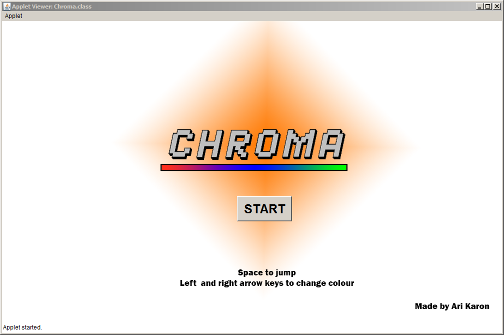 Applet Viewer: Chroma.class
Applet
CHROMA
START
Space to jump
Left and right arrow keys to change colour
Made by Ari Karon
Applet started.